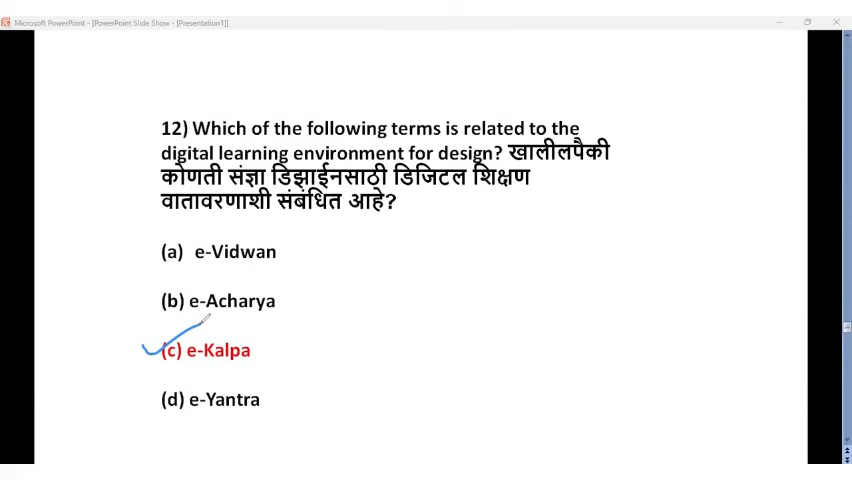 Microsoft PowerPoint - [PowerPoint Slide Show - [Presentation1]]
12) Which of the following terms is related to the
digital learning environment for design? खालीलपैकी
कोणती संज्ञा डिझाईनसाठी डिजिटल शिक्षण
वातावरणाशी संबंधित आहे?
(a) e-Vidwan
(b) e-Acharya
(c) e-Kalpa
(d) e-Yantra